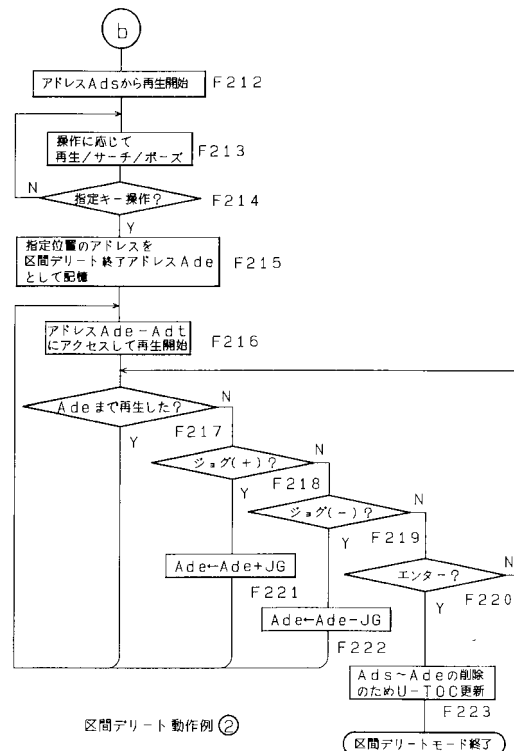 b
アドレスAdsから再生開始
F212
操作に応じて
再生/サーチ/ポーズ
F213
N
指定キー操作?
F214
Y
指定位置のアドレスを
区間デリート終了アドレスAde
として記憶
F215
アドレスAde-Adt
にアクセスして再生開始
F216
Adeまで再生した?
N
F217
Y
ジョグ(+)?
N
F218
Y
ジョグ(-)?
N
F219
Y
エンター?
N
F220
Y
Ade←Ade+JG
F221
Ade←Ade-JG
F222
Ads~Adeの削除
のためU-TOC更新
F223
区間デリート動作例②
区間デリートモード終了